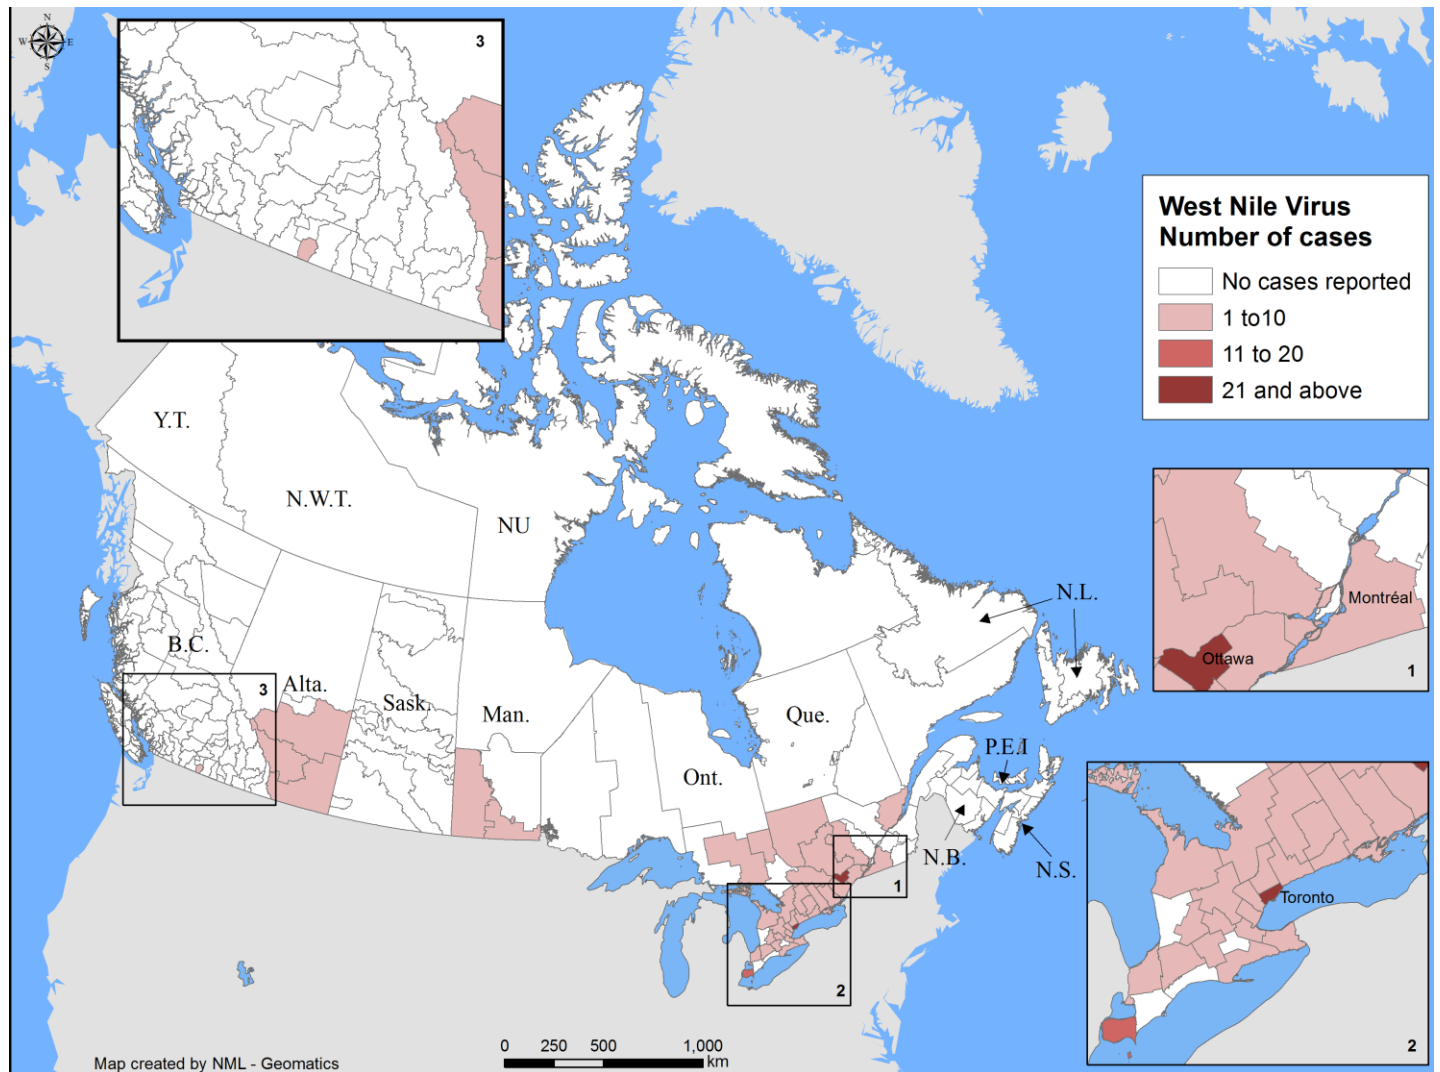 N
W
E
S
3
West Nile Virus
Number of cases
No cases reported
1 to10
11 to 20
21 and above
Y.T.
N.W.T.
NU
B.C.
3
Alta.
Sask.
Man.
Ont.
Que.
N.L.
P.E.I
N.B.
N.S.
1
2
Montréal
Ottawa
1
Toronto
2
0 250 500 1,000
km
Map created by NML - Geomatics